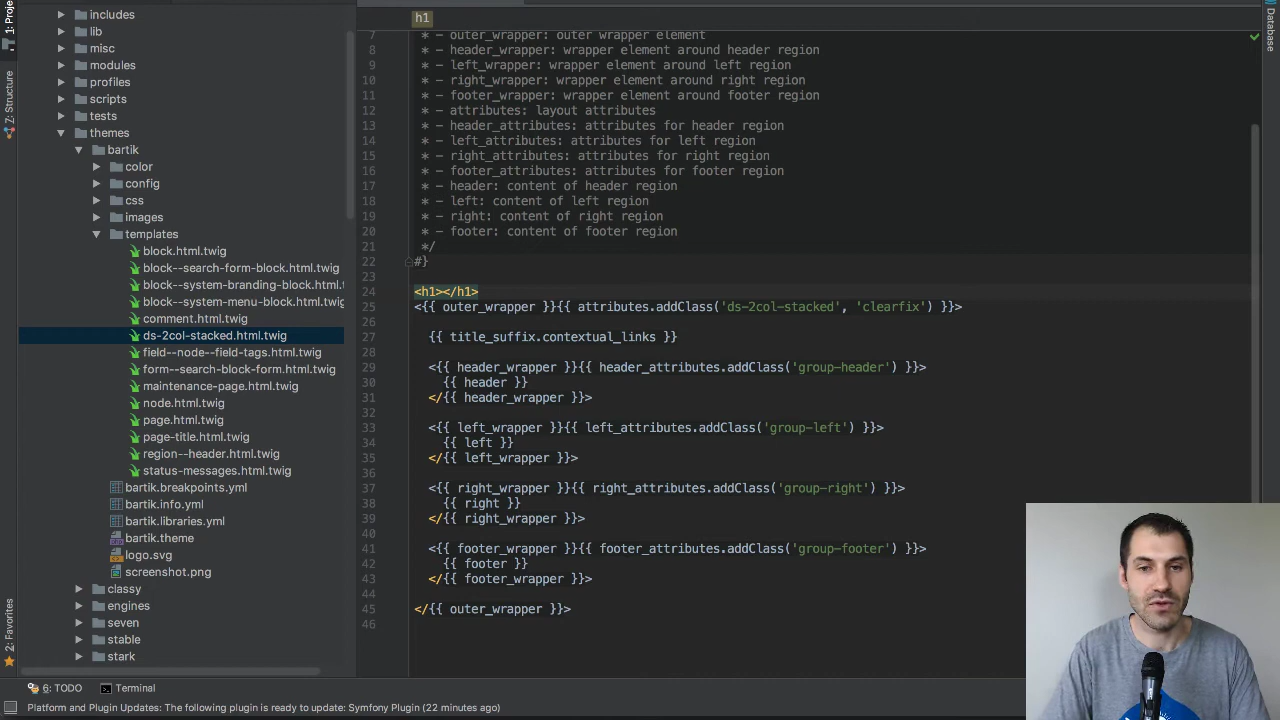 1: Proje
Z: Structure
2: Favorites
Database
includes
lib
misc
modules
profiles
scripts
tests
themes
bartik
color
config
css
images
templates
block.html.twig
block--search-form-block.html.twig
block--system-branding-block.html.twig
block--system-menu-block.html.twig
comment.html.twig
ds-2col-stacked.html.twig
field--node--field-tags.html.twig
form--search-block-form.html.twig
maintenance-page.html.twig
node.html.twig
page.html.twig
page-title.html.twig
region--header.html.twig
status-messages.html.twig
bartik.breakpoints.yml
bartik.info.yml
bartik.libraries.yml
bartik.theme
logo.svg
screenshot.png
classy
engines
seven
stable
stark
h1
7 * - outer_wrapper: outer wrapper element
8 * - header_wrapper: wrapper element around header region
9 * - left_wrapper: wrapper element around left region
10 * - right_wrapper: wrapper element around right region
11 * - footer_wrapper: wrapper element around footer region
12 * - attributes: layout attributes
13 * - header_attributes: attributes for header region
14 * - left_attributes: attributes for left region
15 * - right_attributes: attributes for right region
16 * - footer_attributes: attributes for footer region
17 * - header: content of header region
18 * - left: content of left region
19 * - right: content of right region
20 * - footer: content of footer region
21 */
22 #}
23
24 <h1></h1>
25 <{{ outer_wrapper }}{{ attributes.addClass('ds-2col-stacked', 'clearfix') }}>
26
27 {{ title_suffix.contextual_links }}
28
29 <{{ header_wrapper }}{{ header_attributes.addClass('group-header') }}>
30 {{ header }}
31 </{{ header_wrapper }}>
32
33 <{{ left_wrapper }}{{ left_attributes.addClass('group-left') }}>
34 {{ left }}
35 </{{ left_wrapper }}>
36
37 <{{ right_wrapper }}{{ right_attributes.addClass('group-right') }}>
38 {{ right }}
39 </{{ right_wrapper }}>
40
41 <{{ footer_wrapper }}{{ footer_attributes.addClass('group-footer') }}>
42 {{ footer }}
43 </{{ footer_wrapper }}>
44
45 </{{ outer_wrapper }}>
46
6: TODO Terminal
Platform and Plugin Updates: The following plugin is ready to update: Symfony Plugin (22 minutes ago)